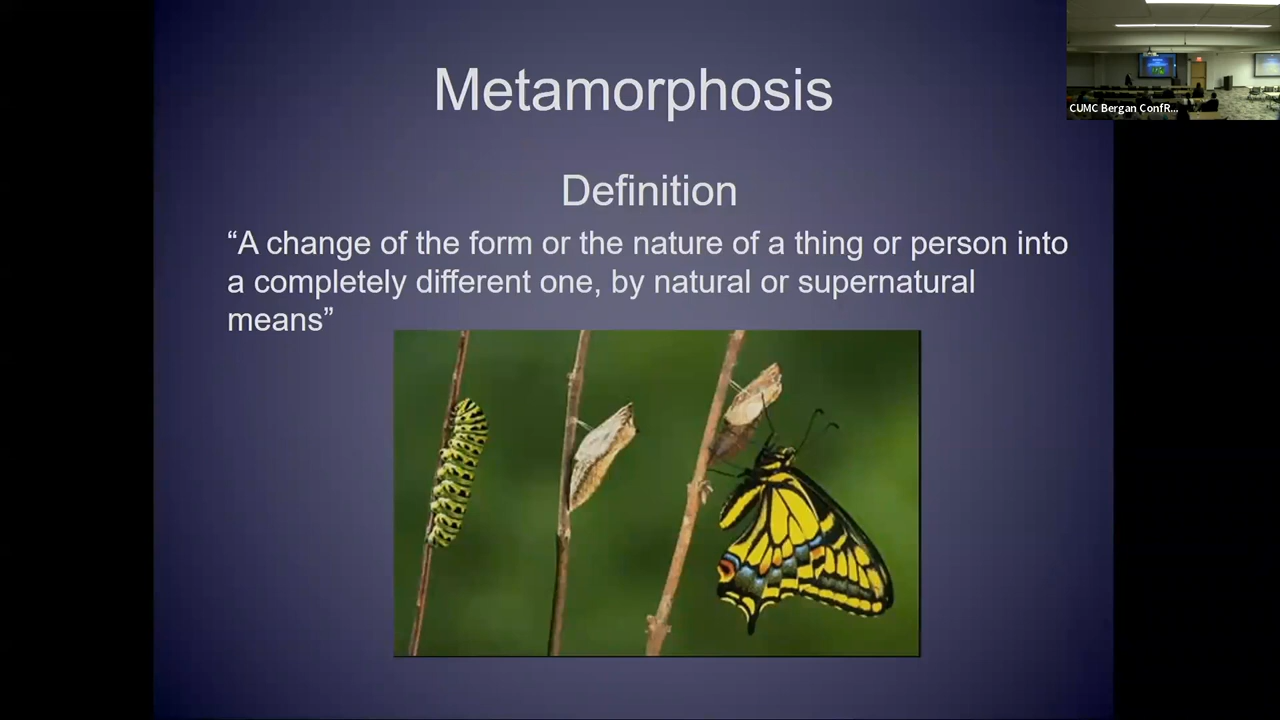 Metamorphosis
Definition
“A change of the form or the nature of a thing or person into
a completely different one, by natural or supernatural
means”
CUMC Bergan ConfR...